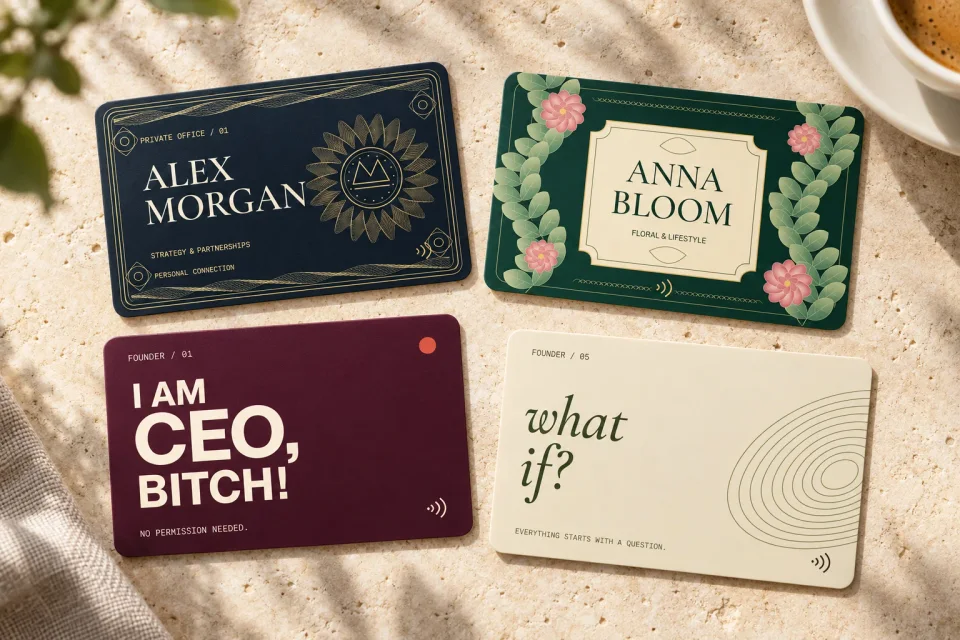 PRIVATE OFFICE / 01
ALEX
MORGAN
STRATEGY & PARTNERSHIPS
PERSONAL CONNECTION
ANNA
BLOOM
FLORAL & LIFESTYLE
FOUNDER / 01
I AM
CEO,
BITCH!
NO PERMISSION NEEDED.
FOUNDER / 05
what
if?
EVERYTHING STARTS WITH A QUESTION.